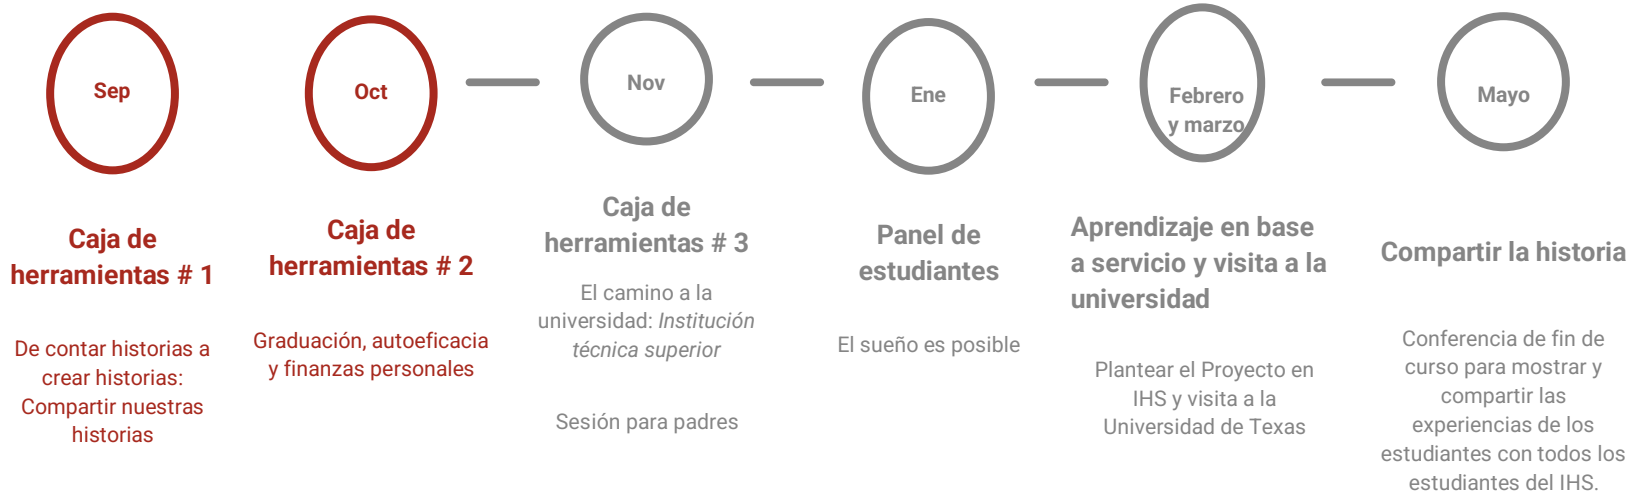 Sep
Caja de
herramientas # 1
De contar historias a
crear historias:
Compartir nuestras
historias
Oct
Caja de
herramientas # 2
Graduación, autoeficacia
y finanzas personales
Nov
Caja de
herramientas # 3
El camino a la
universidad: Institución
técnica superior
Sesión para padres
Ene
Panel de
estudiantes
El sueño es posible
Febrero
y marzo
Aprendizaje en base
a servicio y visita a la
universidad
Plantear el Proyecto en
IHS y visita a la
Universidad de Texas
Mayo
Compartir la historia
Conferencia de fin de
curso para mostrar y
compartir las
experiencias de los
estudiantes con todos los
estudiantes del IHS.